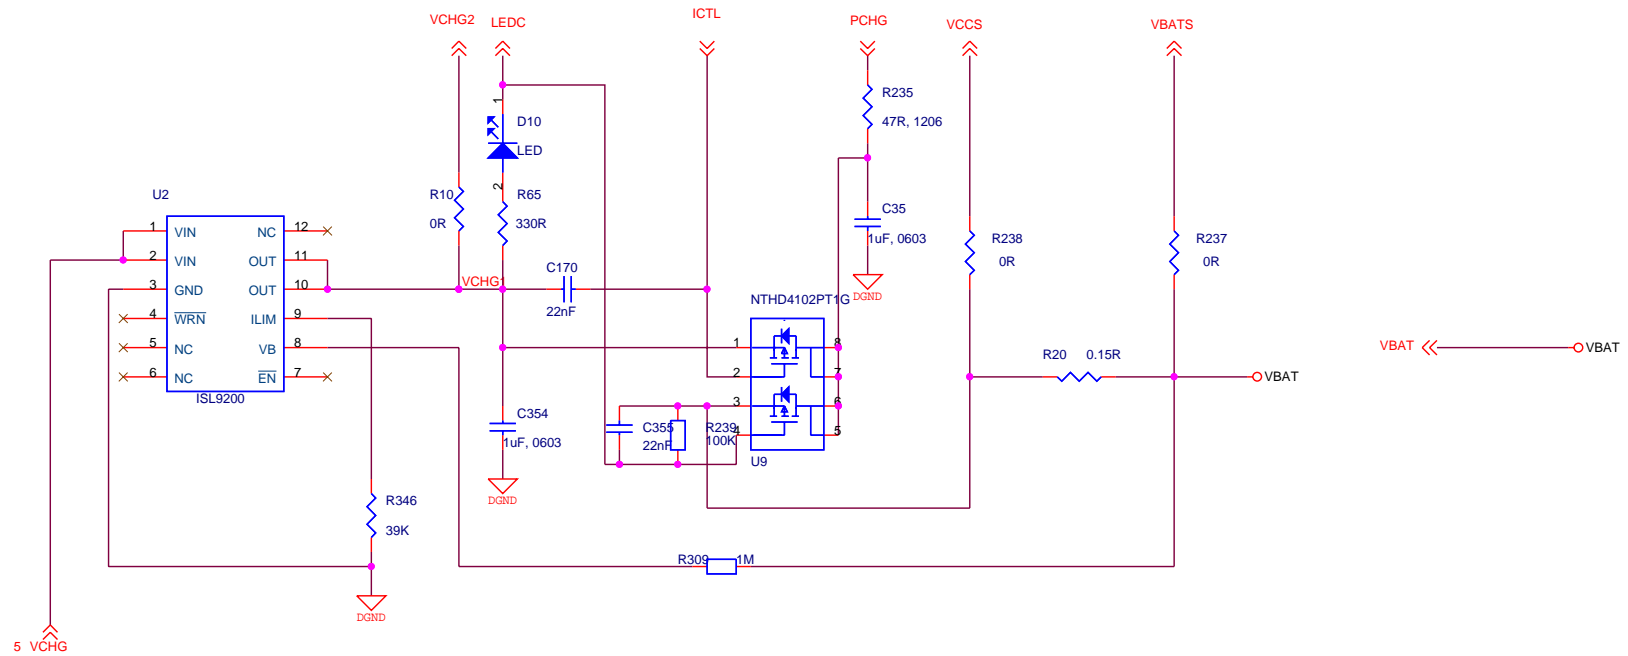 VCHG2
LEDC
ICTL
PCHG
VCCS
VBATS
R235
47R, 1206
1
D10
LED
2
R10
0R
R65
330R
C35
1uF, 0603
DGND
R238
0R
R237
0R
U2
1 VIN NC 12
2 VIN OUT 11
3 GND OUT 10
4 WRN ILIM 9
5 NC VB 8
6 NC EN 7
ISL9200
VCHG1
C170
22nF
NTHD4102PT1G
1 8
2 7
3 6
4 5
U9
R20 0.15R
VBAT
VBAT
VBAT
C354
1uF, 0603
DGND
C355
22nF
R239
100K
R346
39K
DGND
R309 1M
5 VCHG